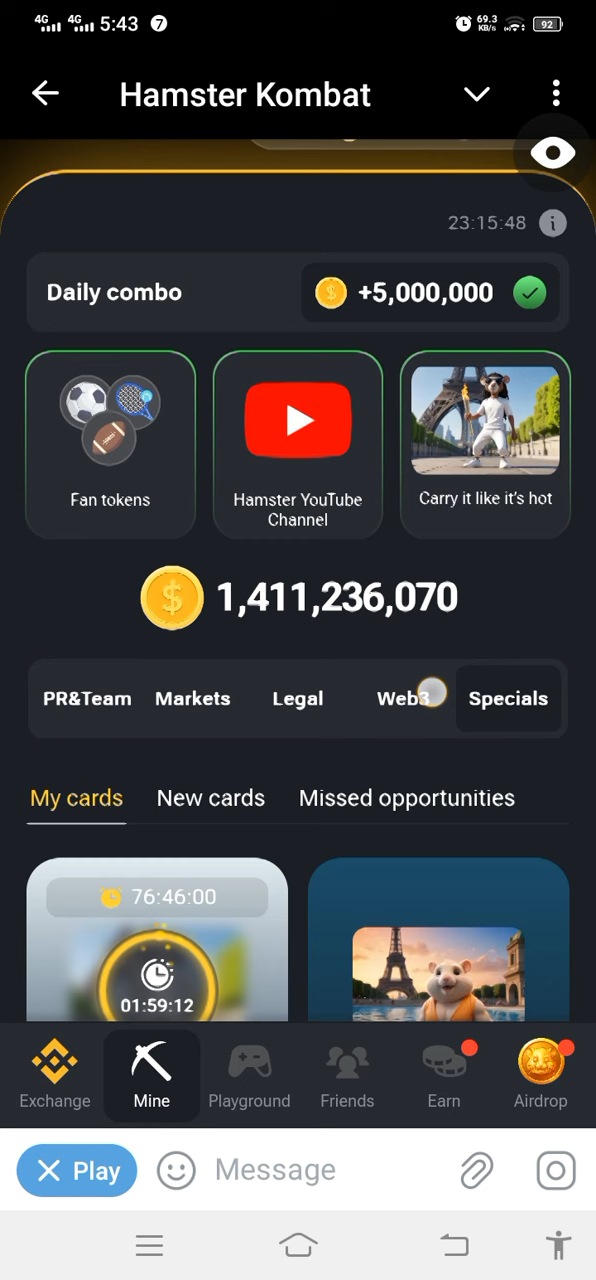 4G 4G 5:43 7 69.3 KB/s 92
Hamster Kombat
23:15:48 i
Daily combo +5,000,000
Fan tokens
Hamster YouTube
Channel
Carry it like it's hot
$ 1,411,236,070
PR&Team Markets Legal Web3 Specials
My cards New cards Missed opportunities
76:46:00
01:59:12
Exchange Mine Playground Friends Earn Airdrop
Play Message